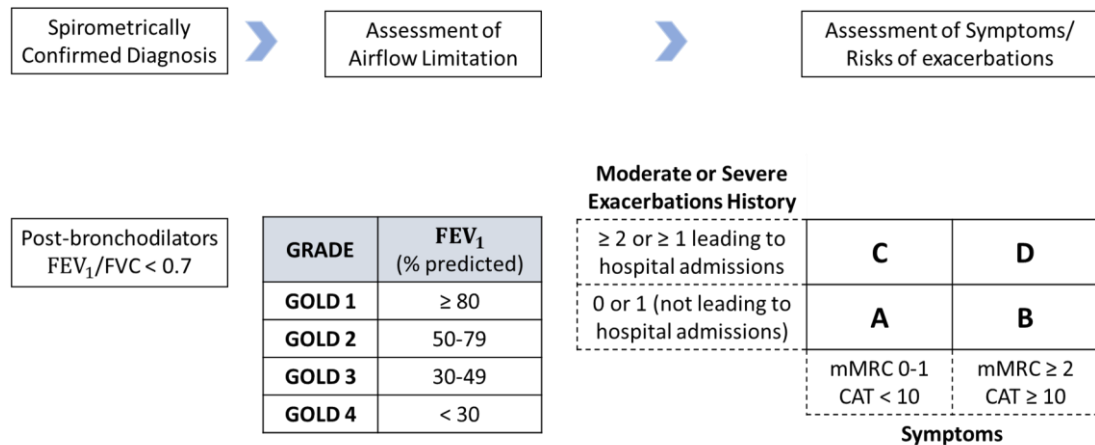 Spirometrically
Confirmed Diagnosis
Assessment of
Airflow Limitation
Assessment of Symptoms/
Risks of exacerbations
Post-bronchodilators
FEV₁/FVC < 0.7
GRADE
FEV₁
(% predicted)
GOLD 1
≥ 80
GOLD 2
50-79
GOLD 3
30-49
GOLD 4
< 30
Moderate or Severe
Exacerbations History
≥ 2 or ≥ 1 leading to
hospital admissions
C
D
0 or 1 (not leading to
hospital admissions)
A
B
mMRC 0-1
CAT < 10
mMRC ≥ 2
CAT ≥ 10
Symptoms